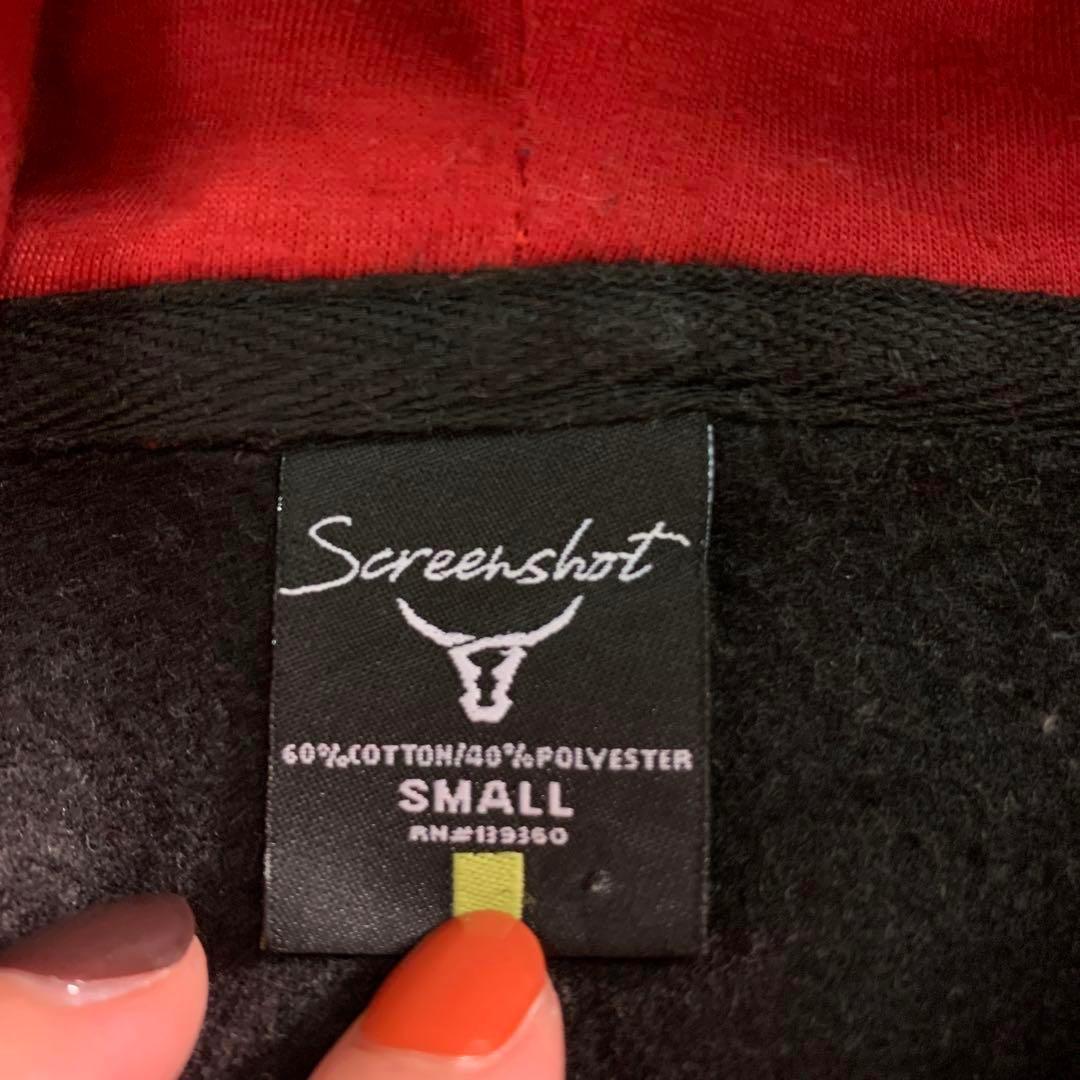 Screenshot
60%COTTON/40%POLYESTER
SMALL
RN#139360